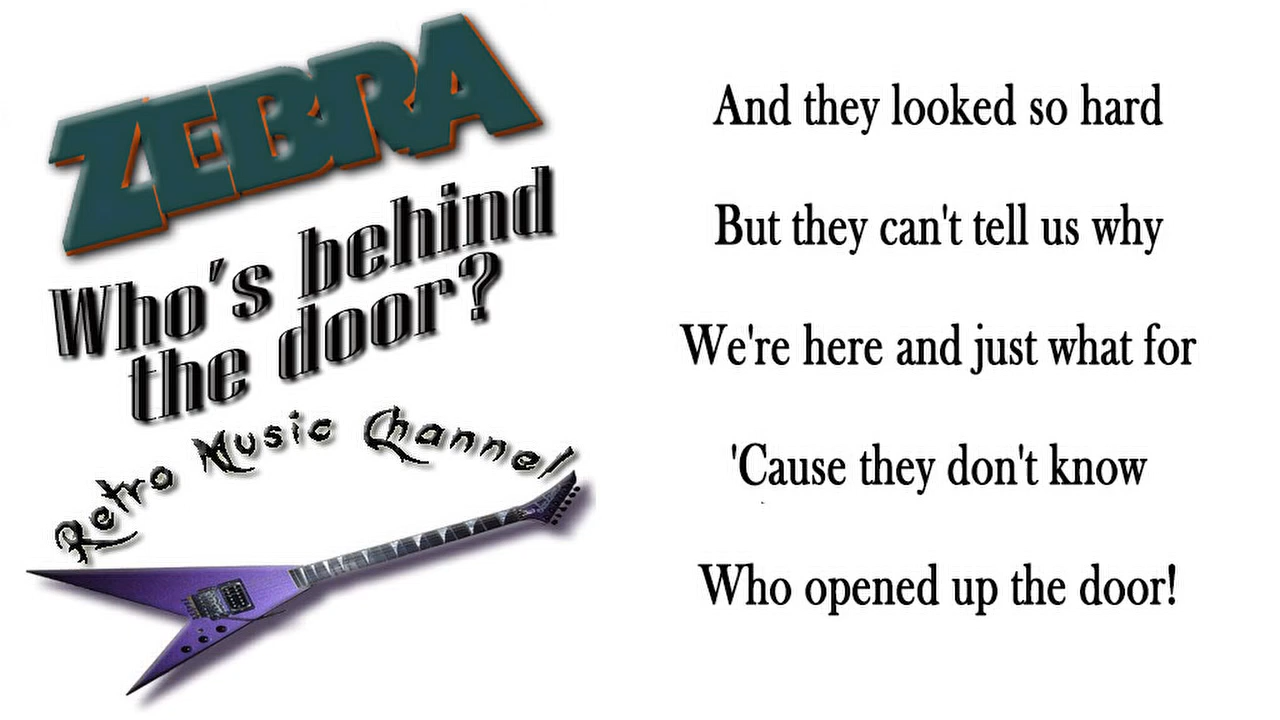 ZEBRA
Who's behind
the door?
Retro Music Channel
And they looked so hard
But they can't tell us why
We're here and just what for
'Cause they don't know
Who opened up the door!